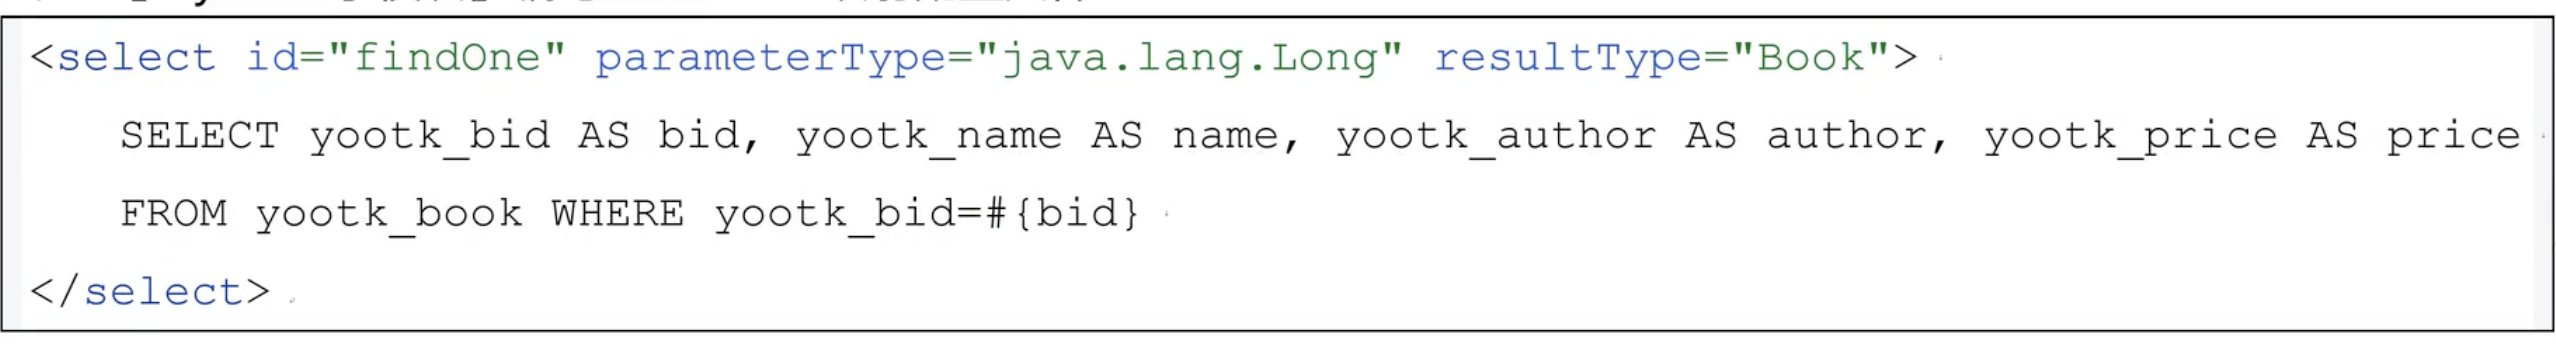 <select id="findOne" parameterType="java.lang.Long" resultType="Book">
SELECT yootk_bid AS bid, yootk_name AS name, yootk_author AS author, yootk_price AS price
FROM yootk_book WHERE yootk_bid=#{bid}
</select>